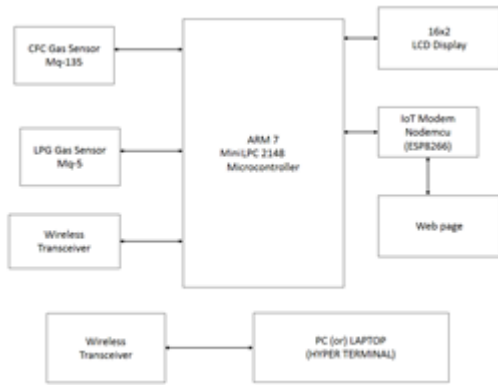 CFC Gas Sensor
Mq-135
LPG Gas Sensor
Mq-5
Wireless
Transceiver
ARM 7
MiniLPC 2148
Microcontroller
16x2
LCD Display
IoT Modem
Nodemcu
(ESP8266)
Web page
Wireless
Transceiver
PC (or) LAPTOP
(HYPER TERMINAL)